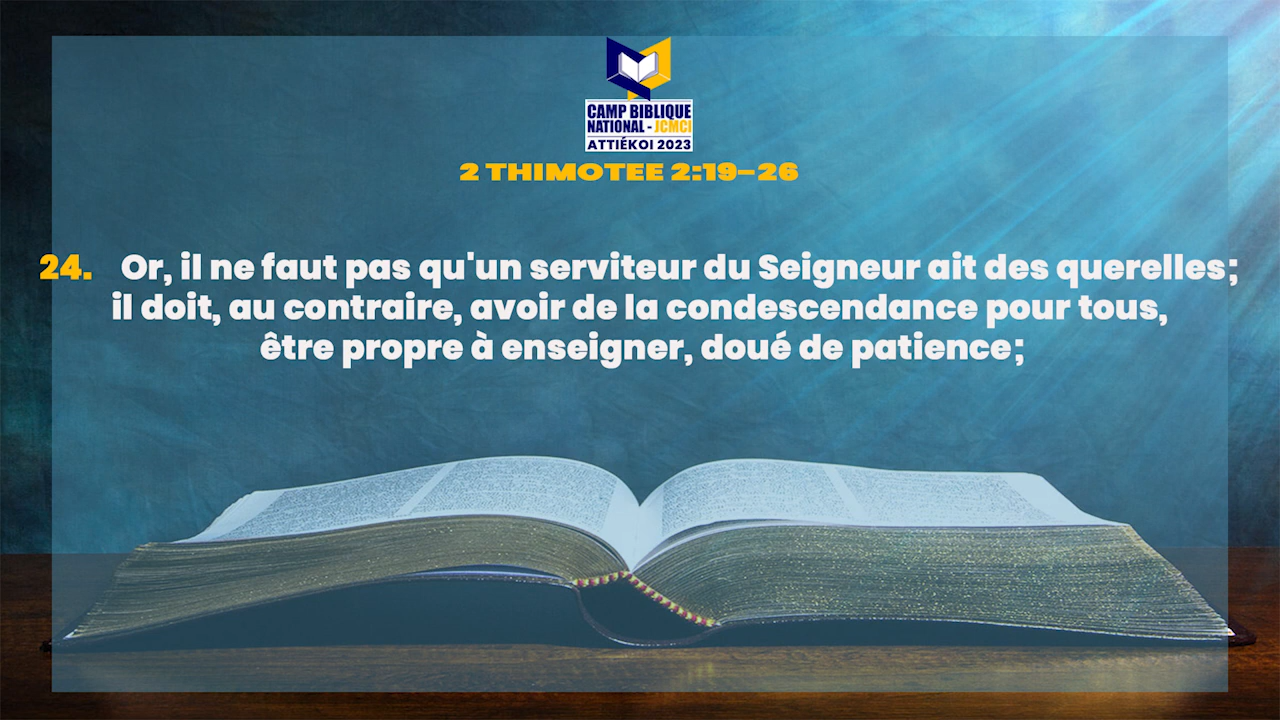 CAMP BIBLIQUE
NATIONAL - JCMCI
ATTIÉKOI 2023
2 THIMOTEE 2:19-26
24. Or, il ne faut pas qu'un serviteur du Seigneur ait des querelles;
il doit, au contraire, avoir de la condescendance pour tous,
être propre à enseigner, doué de patience;